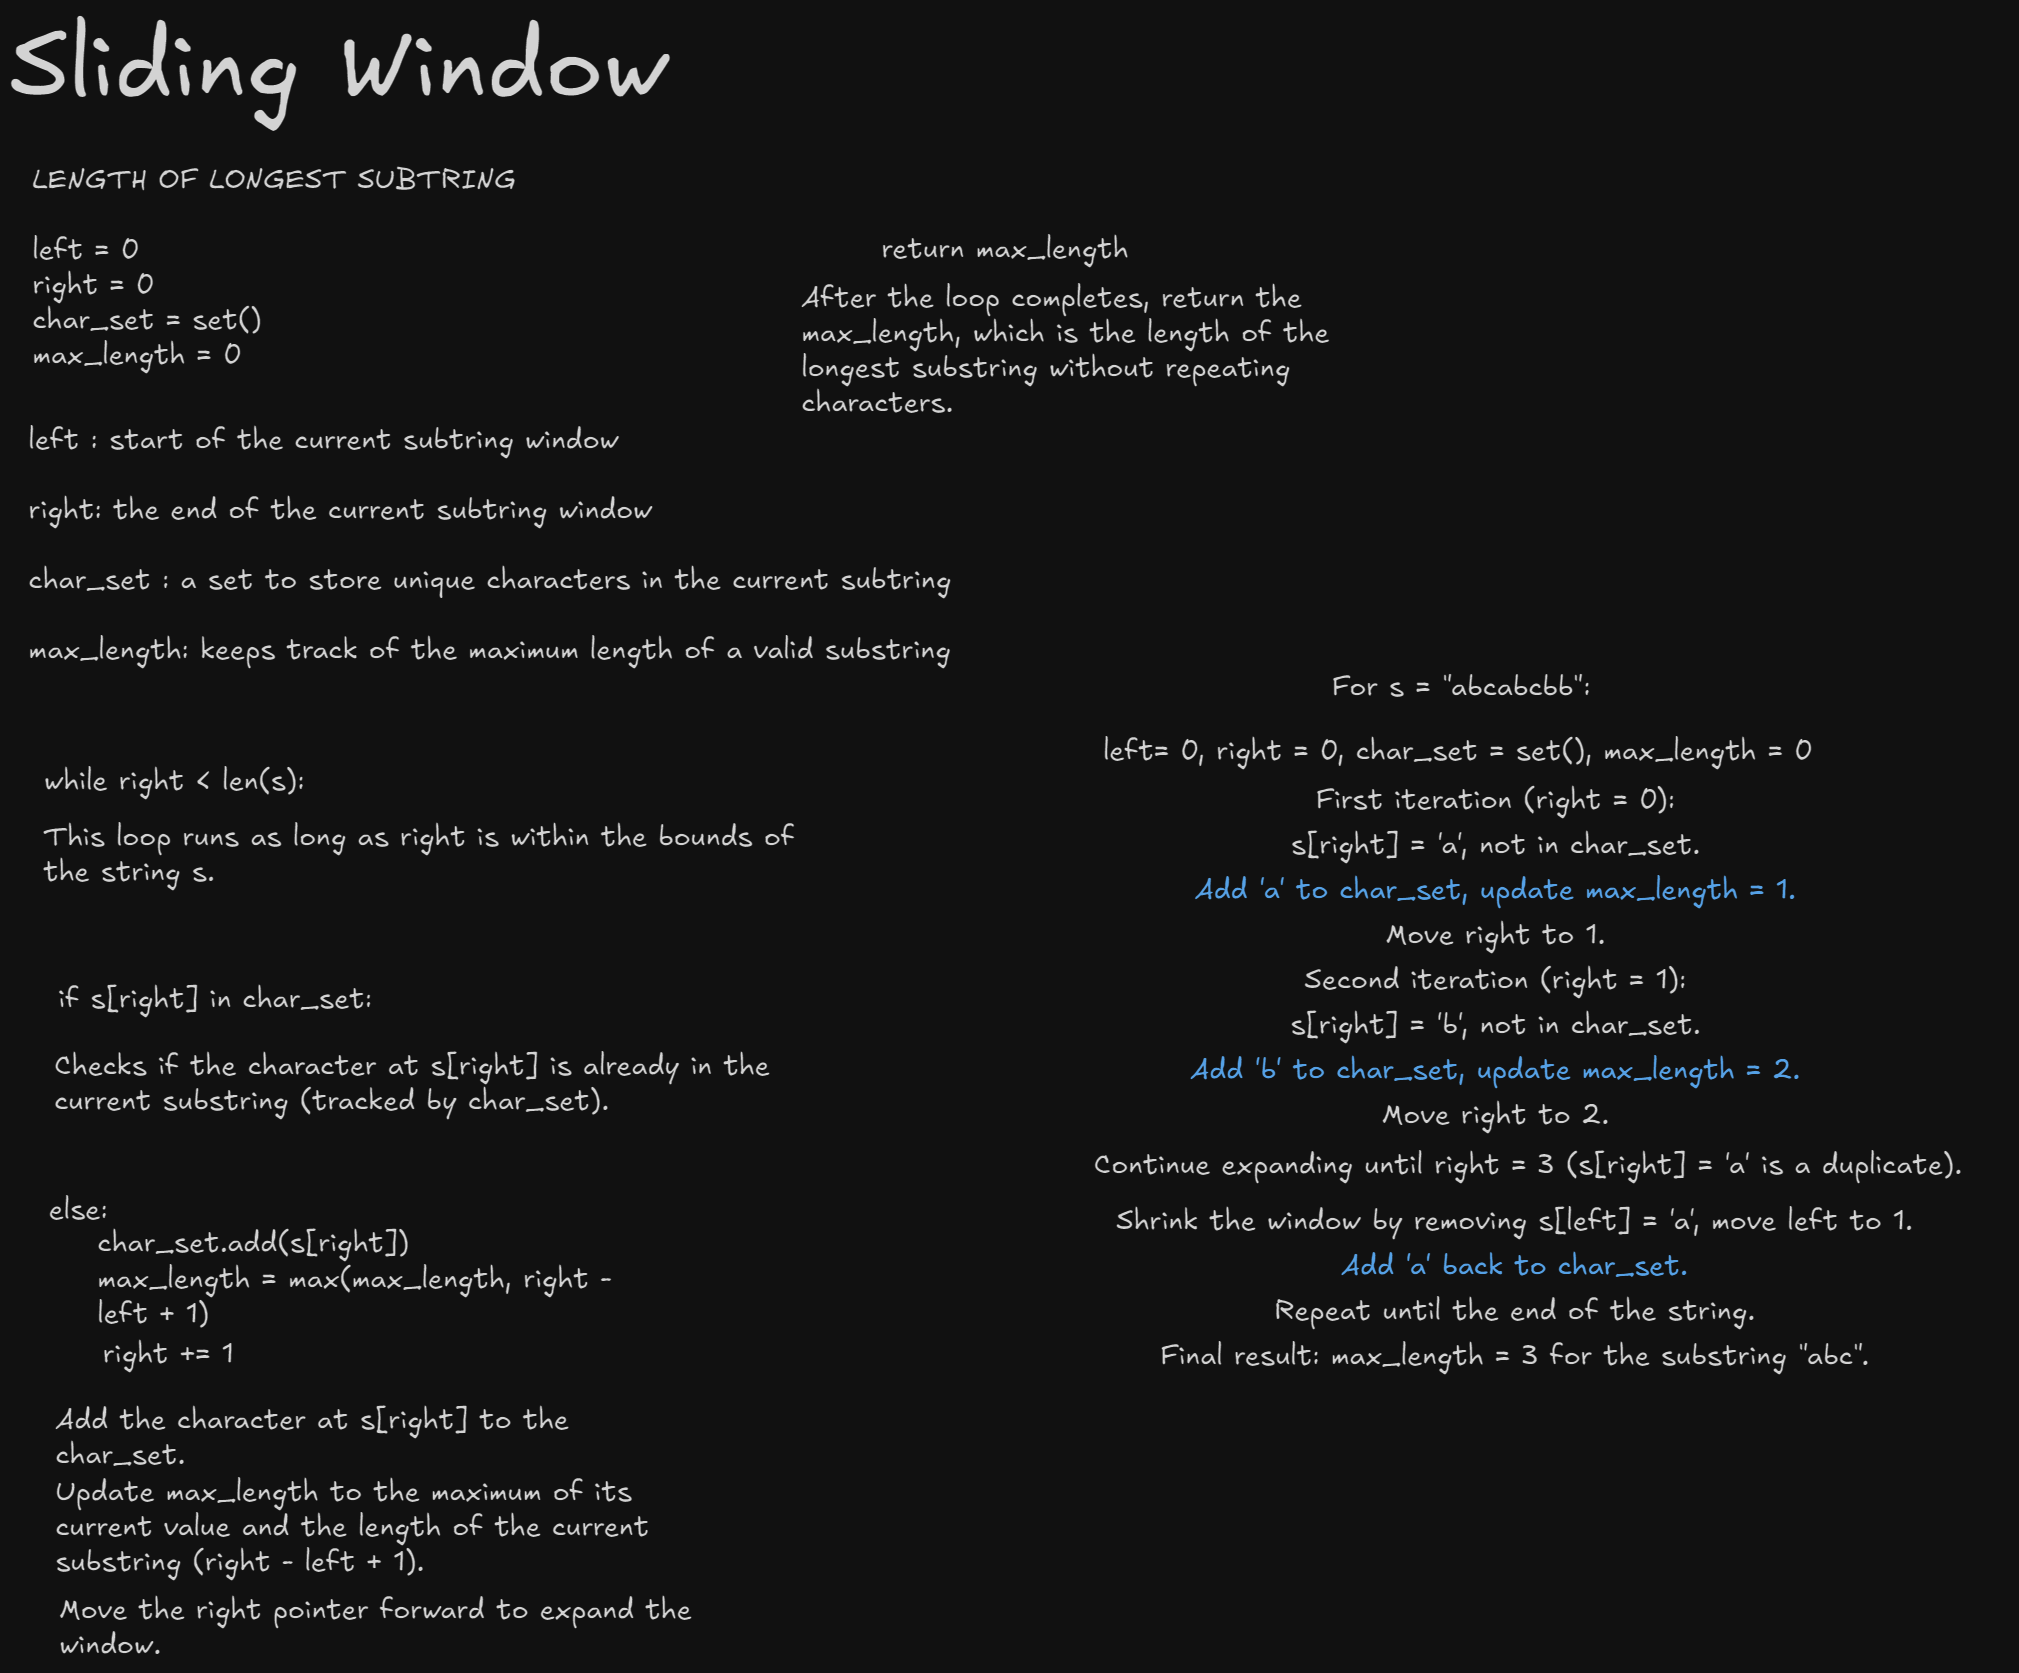 Sliding Window
LENGTH OF LONGEST SUBTRING
left = 0
right = 0
char_set = set()
max_length = 0
left : start of the current subtring window
right: the end of the current subtring window
char_set : a set to store unique characters in the current subtring
max_length: keeps track of the maximum length of a valid substring
while right < len(s):
This loop runs as long as right is within the bounds of
the string s.
if s[right] in char_set:
Checks if the character at s[right] is already in the
current substring (tracked by char_set).
else:
char_set.add(s[right])
max_length = max(max_length, right -
left + 1)
right += 1
Add the character at s[right] to the
char_set.
Update max_length to the maximum of its
current value and the length of the current
substring (right - left + 1).
Move the right pointer forward to expand the
window.
return max_length
After the loop completes, return the
max_length, which is the length of the
longest substring without repeating
characters.
For s = "abcabcbb":
left= 0, right = 0, char_set = set(), max_length = 0
First iteration (right = 0):
s[right] = 'a', not in char_set.
Add 'a' to char_set, update max_length = 1.
Move right to 1.
Second iteration (right = 1):
s[right] = 'b', not in char_set.
Add 'b' to char_set, update max_length = 2.
Move right to 2.
Continue expanding until right = 3 (s[right] = 'a' is a duplicate).
Shrink the window by removing s[left] = 'a', move left to 1.
Add 'a' back to char_set.
Repeat until the end of the string.
Final result: max_length = 3 for the substring "abc".